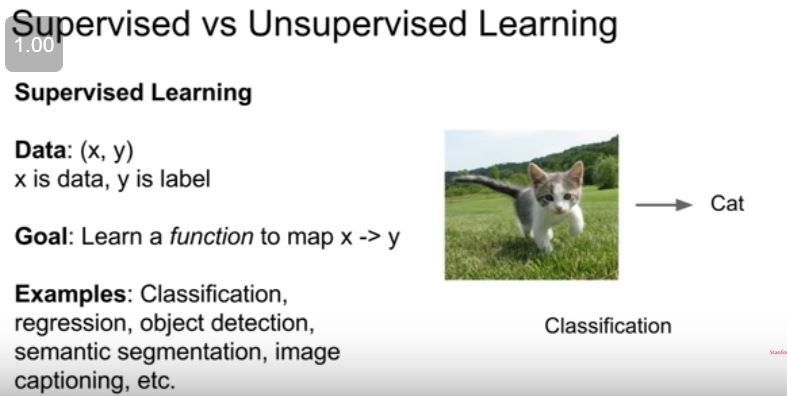 Supervised vs Unsupervised Learning
1.00
Supervised Learning
Data: (x, y)
x is data, y is label
Goal: Learn a function to map x -> y
Examples: Classification,
regression, object detection,
semantic segmentation, image
captioning, etc.
Cat
Classification